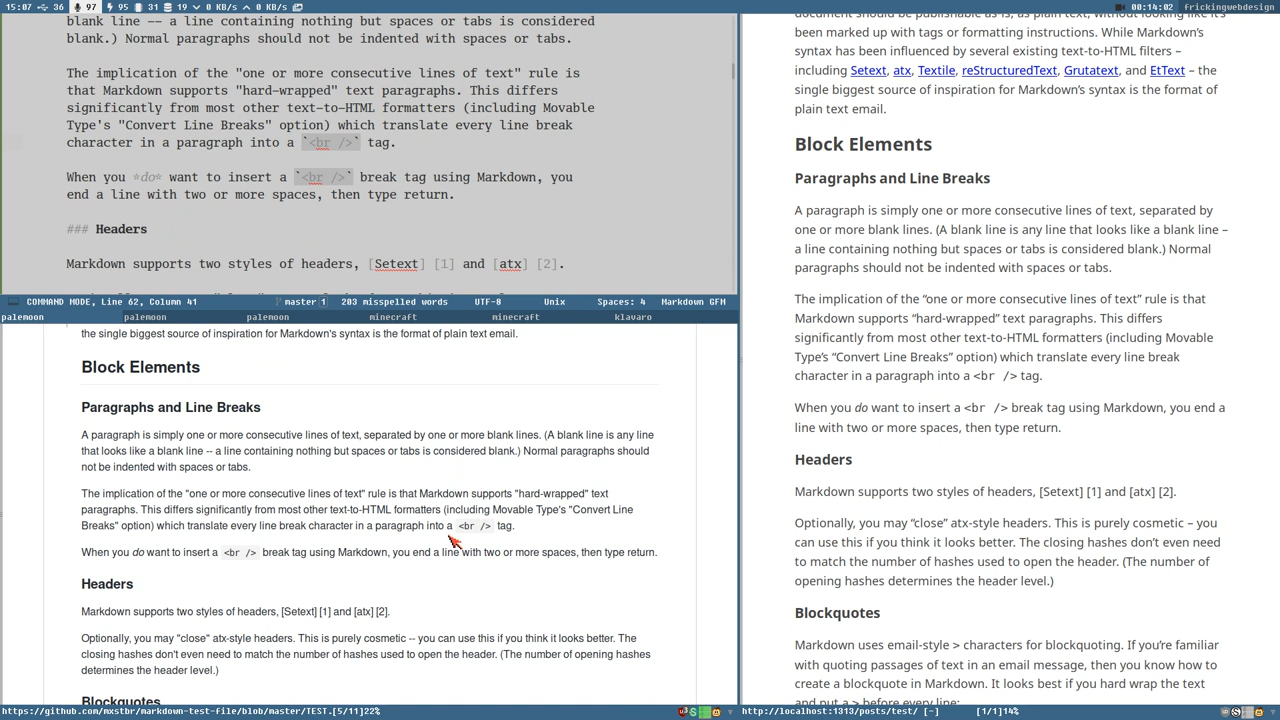 15:07 36 97 95 31 19 0 KB/s 0 KB/s
00:14:02 frickingwebdesign
blank line -- a line containing nothing but spaces or tabs is considered
blank.) Normal paragraphs should not be indented with spaces or tabs.
The implication of the "one or more consecutive lines of text" rule is
that Markdown supports "hard-wrapped" text paragraphs. This differs
significantly from most other text-to-HTML formatters (including Movable
Type's "Convert Line Breaks" option) which translate every line break
character in a paragraph into a `<br />` tag.
When you *do* want to insert a `<br />` break tag using Markdown, you
end a line with two or more spaces, then type return.
### Headers
Markdown supports two styles of headers, [Setext] [1] and [atx] [2].
COMMAND MODE, Line 62, Column 41 master 1 203 misspelled words UTF-8 Unix Spaces: 4 Markdown GFM
palemoon palemoon palemoon minecraft minecraft klavaro
the single biggest source of inspiration for Markdown's syntax is the format of plain text email.
Block Elements
Paragraphs and Line Breaks
A paragraph is simply one or more consecutive lines of text, separated by one or more blank lines. (A blank line is any line
that looks like a blank line -- a line containing nothing but spaces or tabs is considered blank.) Normal paragraphs should
not be indented with spaces or tabs.
The implication of the "one or more consecutive lines of text" rule is that Markdown supports "hard-wrapped" text
paragraphs. This differs significantly from most other text-to-HTML formatters (including Movable Type's "Convert Line
Breaks" option) which translate every line break character in a paragraph into a <br /> tag.
When you do want to insert a <br /> break tag using Markdown, you end a line with two or more spaces, then type return.
Headers
Markdown supports two styles of headers, [Setext] [1] and [atx] [2].
Optionally, you may "close" atx-style headers. This is purely cosmetic -- you can use this if you think it looks better. The
closing hashes don't even need to match the number of hashes used to open the header. (The number of opening hashes
determines the header level.)
Blockquotes
https://github.com/mxstbr/markdown-test-file/blob/master/TEST.[5/11]22%
document should be publishable as-is, as plain text, without looking like it's
been marked up with tags or formatting instructions. While Markdown's
syntax has been influenced by several existing text-to-HTML filters –
including Setext, atx, Textile, reStructuredText, Grutatext, and EtText – the
single biggest source of inspiration for Markdown's syntax is the format of
plain text email.
Block Elements
Paragraphs and Line Breaks
A paragraph is simply one or more consecutive lines of text, separated by
one or more blank lines. (A blank line is any line that looks like a blank line –
a line containing nothing but spaces or tabs is considered blank.) Normal
paragraphs should not be indented with spaces or tabs.
The implication of the “one or more consecutive lines of text” rule is that
Markdown supports “hard-wrapped” text paragraphs. This differs
significantly from most other text-to-HTML formatters (including Movable
Type’s “Convert Line Breaks” option) which translate every line break
character in a paragraph into a <br /> tag.
When you do want to insert a <br /> break tag using Markdown, you end a
line with two or more spaces, then type return.
Headers
Markdown supports two styles of headers, [Setext] [1] and [atx] [2].
Optionally, you may “close” atx-style headers. This is purely cosmetic – you
can use this if you think it looks better. The closing hashes don’t even need
to match the number of hashes used to open the header. (The number of
opening hashes determines the header level.)
Blockquotes
Markdown uses email-style > characters for blockquoting. If you’re familiar
with quoting passages of text in an email message, then you know how to
create a blockquote in Markdown. It looks best if you hard wrap the text
and put a > before every line:
http://localhost:1313/posts/test/ [-] [1/1]14%